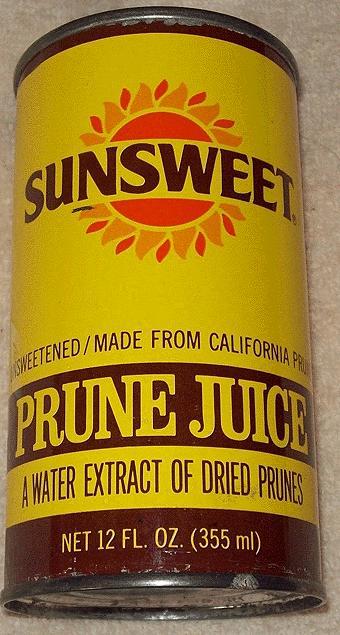 SUNSWEET®
/ MADE FROM CALIFORNIA
PRUNE JUICE
A WATER EXTRACT OF DRIED PRUNES
NET 12 FL. OZ. (355 ml)